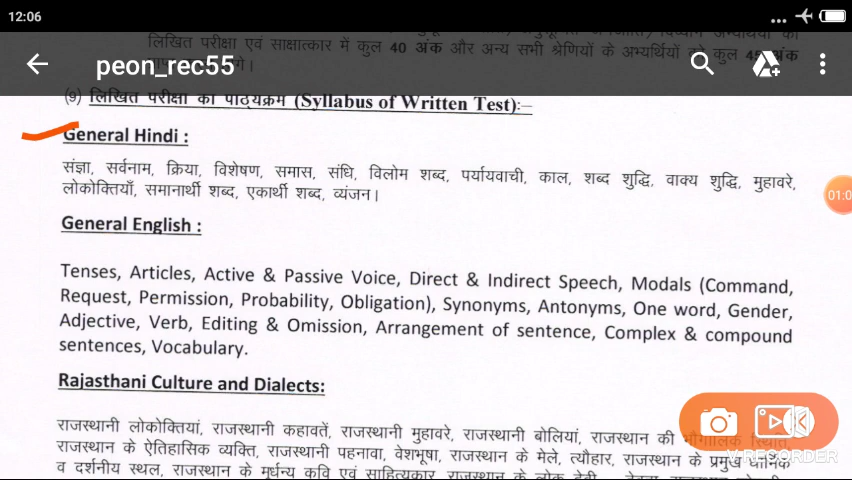 12:06
लिखित परीक्षा एवं साक्षात्कार में कुल 40 अंक और अन्य सभी श्रेणियों के अभ्यर्थियों को कुल 45 अंक
peon_rec55
(9) लिखित परीक्षा का पाठ्यक्रम (Syllabus of Written Test):–
General Hindi :
संज्ञा, सर्वनाम, क्रिया, विशेषण, समास, संधि, विलोम शब्द, पर्यायवाची, काल, शब्द शुद्धि, वाक्य शुद्धि, मुहावरे,
लोकोक्तियाँ, समानार्थी शब्द, एकार्थी शब्द, व्यंजन।
01:0
General English :
Tenses, Articles, Active & Passive Voice, Direct & Indirect Speech, Modals (Command,
Request, Permission, Probability, Obligation), Synonyms, Antonyms, One word, Gender,
Adjective, Verb, Editing & Omission, Arrangement of sentence, Complex & compound
sentences, Vocabulary.
Rajasthani Culture and Dialects:
राजस्थानी लोकोक्तियां, राजस्थानी कहावतें, राजस्थानी मुहावरे, राजस्थानी बोलियां, राजस्थान की भौगोलिक स्थिति,
राजस्थान के ऐतिहासिक व्यक्ति, राजस्थानी पहनावा, वेशभूषा, राजस्थान के मेले, त्यौहार, राजस्थान के प्रमुख धार्मिक
व दर्शनीय स्थल, राजस्थान के मूर्धन्य कवि एवं साहित्यकार, राजस्थान के लोक देवी
V RECORDER